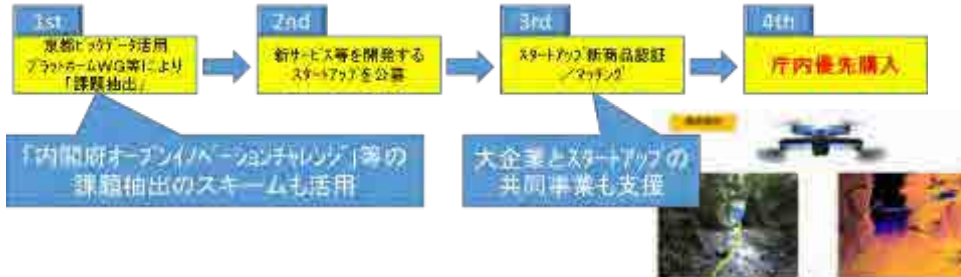 1st
京都ビッグデータ活用
プラットホームWG等により
「課題抽出」
2nd
新サービス等を開発する
スタートアップを公募
3rd
スタートアップ新商品認証
／マッチング
4th
庁内優先購入
「内閣府オープンイノベーションチャレンジ」等の
課題抽出のスキームも活用
大企業とスタートアップの
共同事業も支援